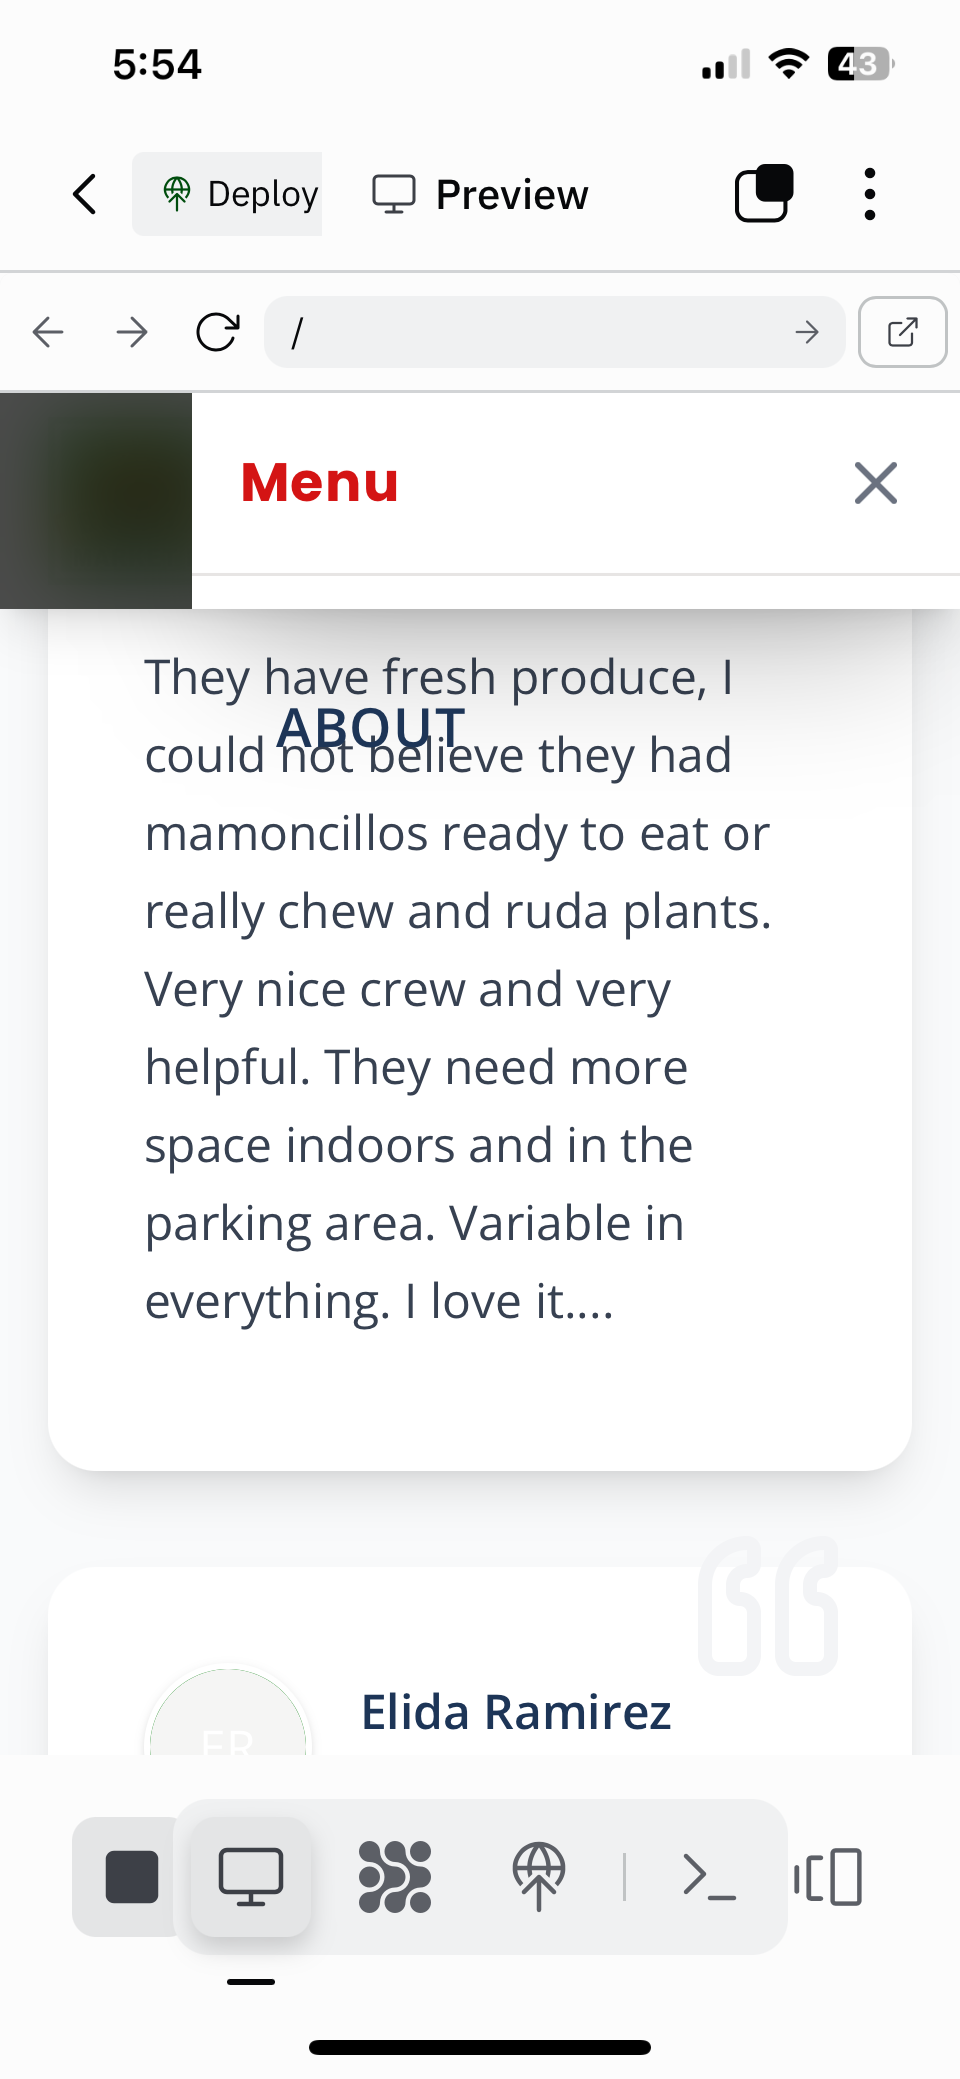 5:54
43
Deploy
Preview
/
Menu
They have fresh produce, I
ABOUT
could not believe they had
mamoncillos ready to eat or
really chew and ruda plants.
Very nice crew and very
helpful. They need more
space indoors and in the
parking area. Variable in
everything. I love it....
Elida Ramirez
ER